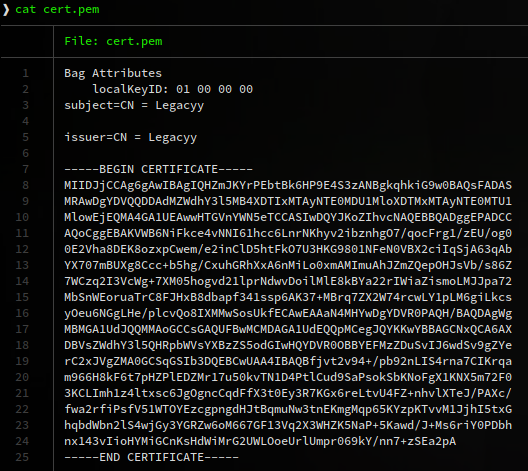 ❯ cat cert.pem
File: cert.pem
1 Bag Attributes
2 localKeyID: 01 00 00 00
3 subject=CN = Legacyy
4
5 issuer=CN = Legacyy
6
7 -----BEGIN CERTIFICATE-----
8 MIIDJjCCAg6gAwIBAgIQHZmJKYrPEbtBk6HP9E4S3zANBgkqhkiG9w0BAQsFADAS
9 MRAwDgYDVQQDDAdMZWdhY3l5MB4XDTIxMTAyNTE0MDU1MloXDTMxMTAyNTE0MTU1
10 MlowEjEQMA4GA1UEAwwHTGVnYWN5eTCCASIwDQYJKoZIhvcNAQEBBQADggEPADCC
11 AQoCggEBAKVWB6NiFkce4vNNI61hcc6LnrNKhyv2ibznhgO7/qocFrg1/zEU/og0
12 0E2Vha8DEK8ozxpCwem/e2inClD5htFkO7U3HKG9801NFeN0VBX2ciIqSjA63qAb
13 YX707mBUXg8Ccc+b5hg/CxuhGRhXxA6nMiLo0xmAMImuAhJZmZQepOHJsVb/s86Z
14 7WCzq2I3VcWg+7XM05hogvd21lprNdwvDoilMlE8kBYa22rIWiaZismoLMJJpa72
15 MbSnWEoruaTrC8FJHxB8dbapf341ssp6AK37+MBrq7ZX2W74rcwLY1pLM6giLkcs
16 yOeu6NGgLHe/plcvQo8IXMMwSosUkfECAwEAAaN4MHYwDgYDVR0PAQH/BAQDAgWg
17 MBMGA1UdJQQMMAoGCCsGAQUFBwMCMDAGA1UdEQQpMCegJQYKKwYBBAGCNxQCA6AX
18 DBVsZWdhY3l5QHRpbWVsYXBzZS5odGIwHQYDVR0OBBYEFMzZDuSvIJ6wdSv9gZYe
19 rC2xJVgZMA0GCSqGSIb3DQEBCwUAA4IBAQBfjvt2v94+/pb92nLIS4rna7CIKrqa
20 m966H8kF6t7pHZPlEDZMr17u50kvTN1D4PtlCud9SaPsokSbKNoFgX1KNX5m72F0
21 3KCLImh1z4ltxsc6JgOgncCqdFfX3t0Ey3R7KGx6reLtvU4FZ+nhvlXTeJ/PAXc/
22 fwa2rfiPsfV51WTOYEzcgpngdHJtBqmuNw3tnEKmgMqp65KYzpKTvvM1JjhI5txG
23 hqbdWbn2lS4wjGy3YGRZw6oM667GF13Vq2X3WHZK5NaP+5Kawd/J+Ms6riY0PDbh
24 nx143vIioHYMiGCnKsHdWiMrG2UWLOoeUrlUmpr069kY/nn7+zSEa2pA
25 -----END CERTIFICATE-----